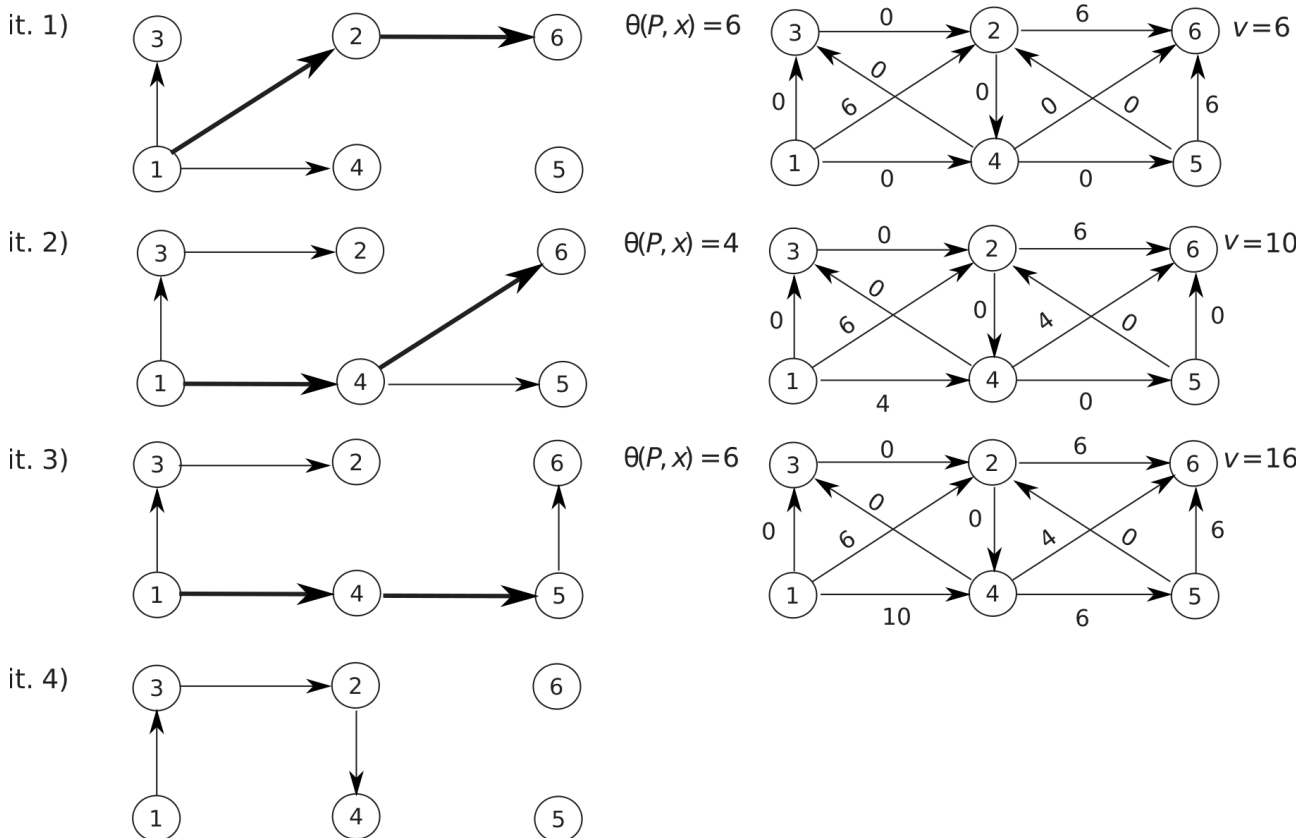 it. 1)
3 2 6
1 4 5
θ(P, x) = 6
0 6
3 2 6 v = 6
0
0 6 0 0 0 6
1 4 5
0 0
it. 2)
3 2 6
1 4 5
θ(P, x) = 4
0 6
3 2 6 v = 10
0
0 6 0 4 0 0
1 4 5
4 0
it. 3)
3 2 6
1 4 5
θ(P, x) = 6
0 6
3 2 6 v = 16
0
0 6 0 4 0 6
1 4 5
10 6
it. 4)
3 2 6
1 4 5